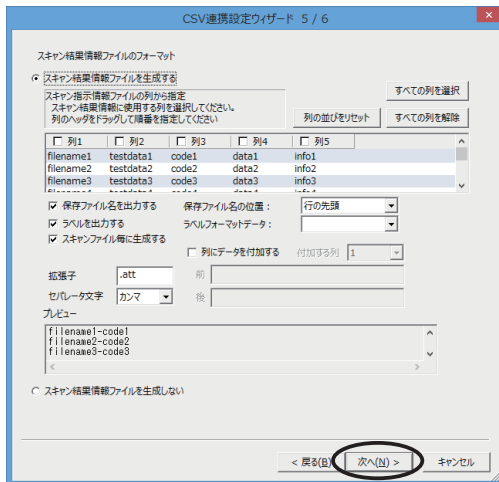 CSV連携設定ウィザード 5 / 6
スキャン結果情報ファイルのフォーマット
スキャン結果情報ファイルを生成する
スキャン指示情報ファイルの列から指定
スキャン結果情報に使用する列を選択してください。
列のヘッダをドラッグして順番を指定してください
すべての列を選択
列の並びをリセット すべての列を解除
列1 列2 列3 列4 列5
filename1 testdata1 code1 data1 info1
filename2 testdata2 code2 data2 info2
filename3 testdata3 code3 data3 info3
保存ファイル名を出力する 保存ファイル名の位置： 行の先頭
ラベルを出力する ラベルフォーマットデータ：
スキャンファイル毎に生成する
列にデータを付加する 付加する列 1
拡張子 .att 前
セパレータ文字 カンマ 後
プレビュー
filename1-code1
filename2-code2
filename3-code3
スキャン結果情報ファイルを生成しない
< 戻る(B) 次へ(N) > キャンセル